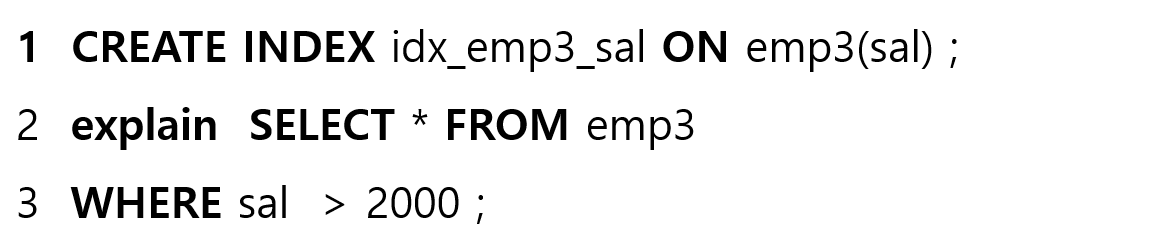 1 CREATE INDEX idx_emp3_sal ON emp3(sal) ;
2 explain  SELECT * FROM emp3
3 WHERE sal  > 2000 ;